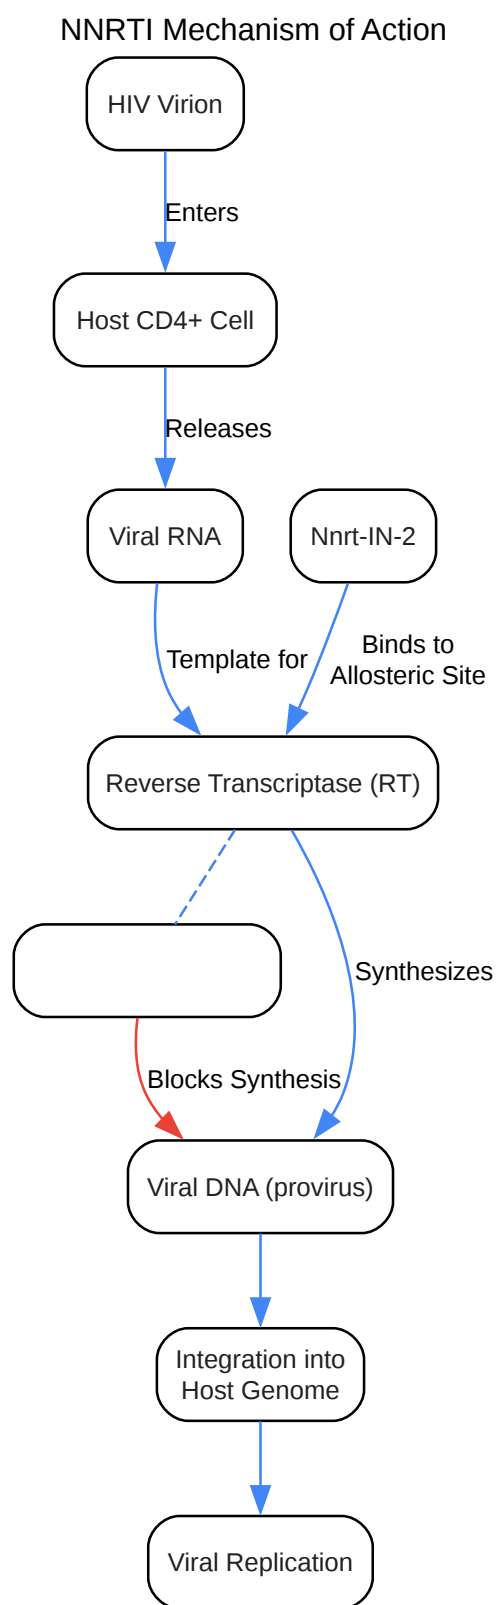 NNRTI Mechanism of Action
HIV Virion
Enters
Host CD4+ Cell
Releases
Viral RNA
Nnrt-IN-2
Template for
Binds to
Allosteric Site
Reverse Transcriptase (RT)
Synthesizes
Blocks Synthesis
Viral DNA (provirus)
Integration into
Host Genome
Viral Replication